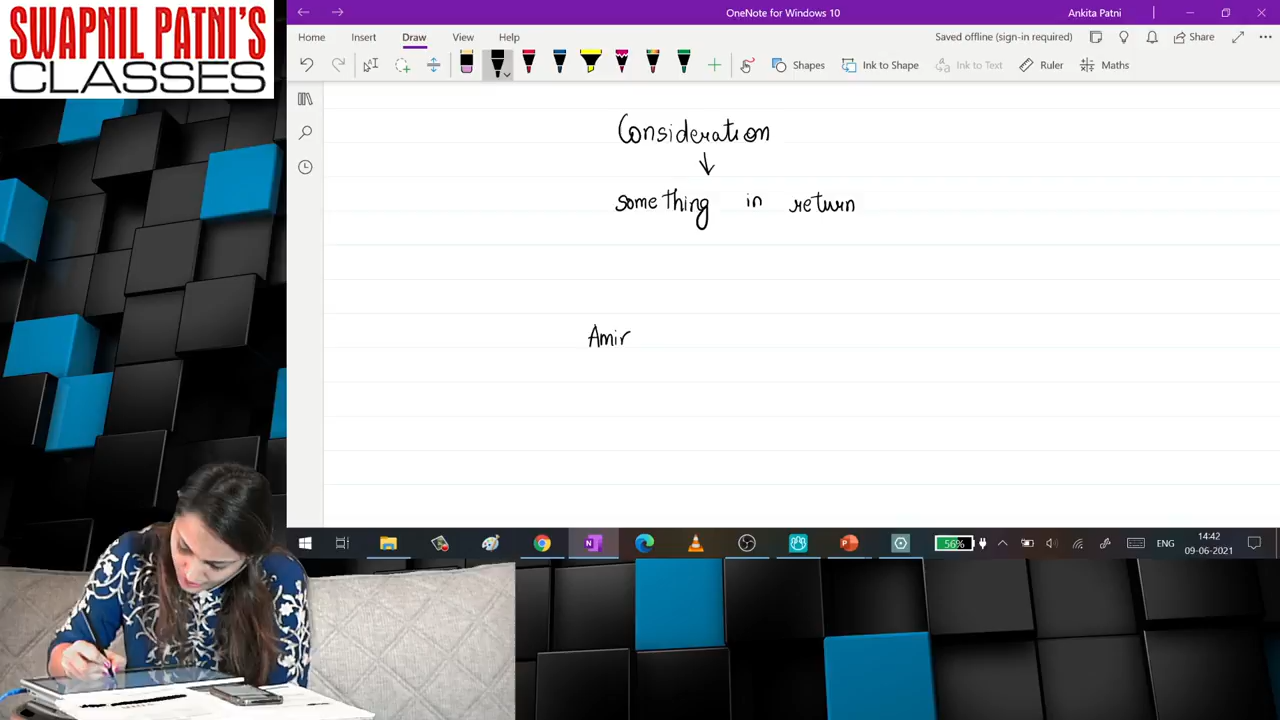 SWAPNIL PATNI'S
CLASSES
OneNote for Windows 10
Ankita Patni
Home Insert Draw View Help
Saved offline (sign-in required)
Share
Shapes
Ink to Shape
Ink to Text
Ruler
Maths
Consideration
↓
something in return
Amir
56%
ENG
14:42
09-06-2021